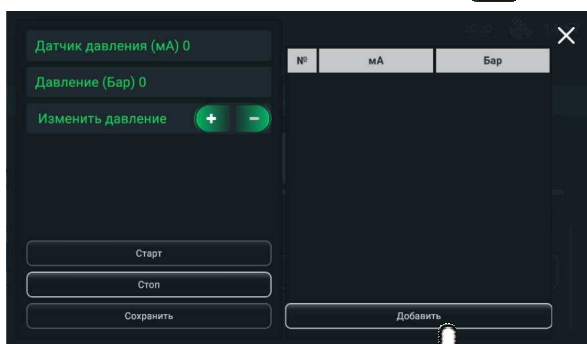 Датчик давления (мА) 0
Давление (Бар) 0
Изменить давление + −
Старт
Стоп
Сохранить
№ мА Бар
Добавить